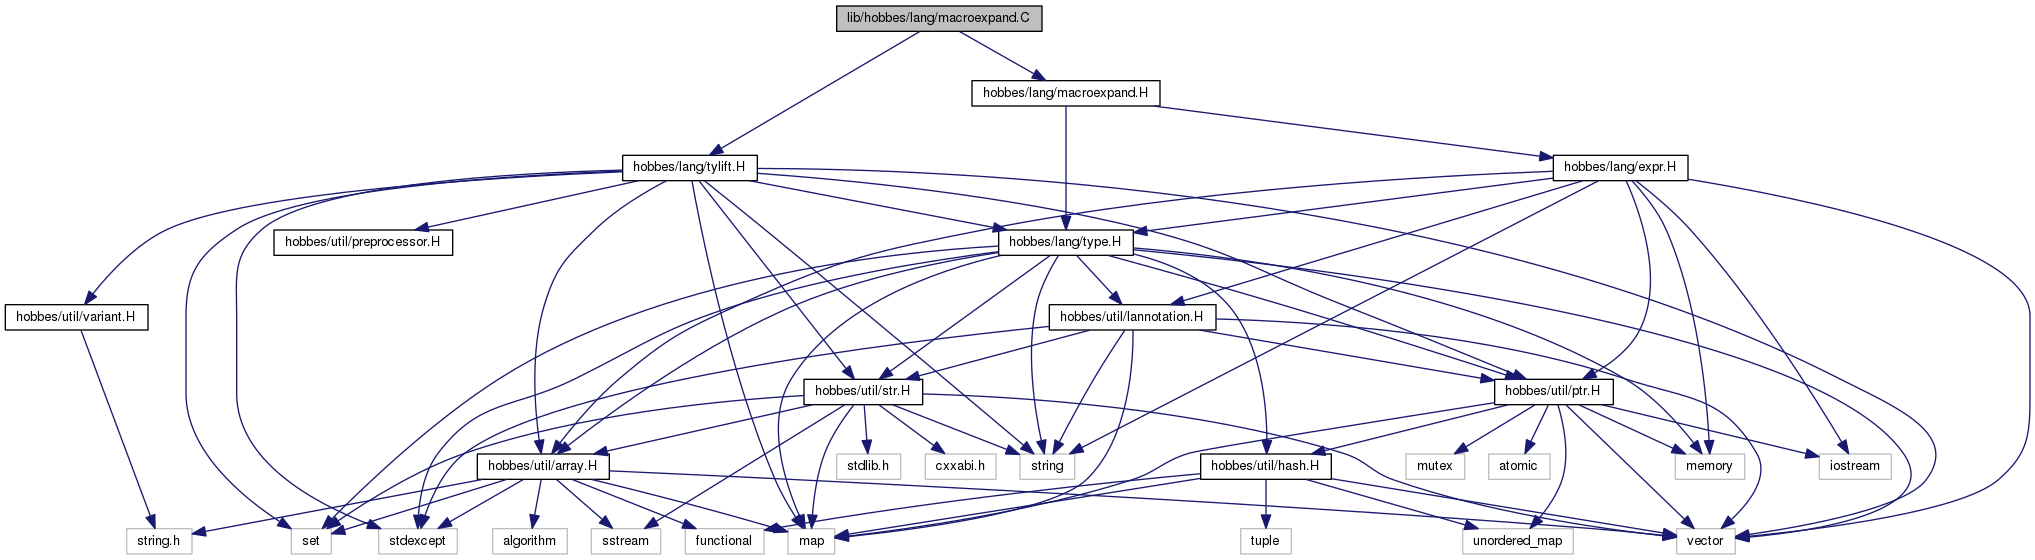 lib/hobbes/lang/macroexpand.C
hobbes/lang/macroexpand.H
hobbes/lang/tylift.H
hobbes/lang/expr.H
hobbes/util/preprocessor.H
hobbes/lang/type.H
hobbes/util/variant.H
hobbes/util/lannotation.H
hobbes/util/str.H
hobbes/util/ptr.H
hobbes/util/array.H
stdlib.h
cxxabi.h
string
hobbes/util/hash.H
mutex
atomic
memory
iostream
string.h
set
stdexcept
algorithm
sstream
functional
map
tuple
unordered_map
vector